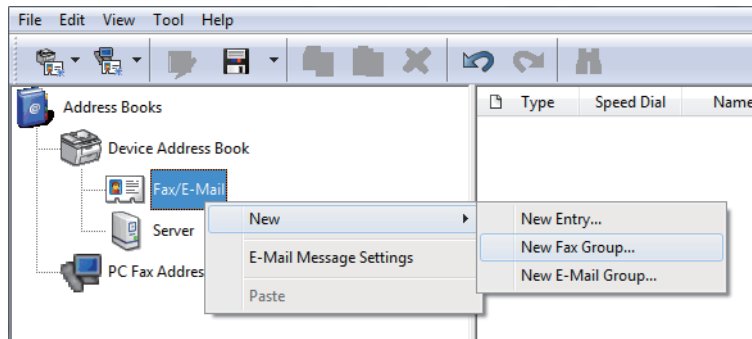 File Edit View Tool Help
Address Books
Type Speed Dial Name
Device Address Book
Fax/E-Mail
New
New Entry...
Server
New Fax Group...
E-Mail Message Settings
PC Fax Addres
New E-Mail Group...
Paste